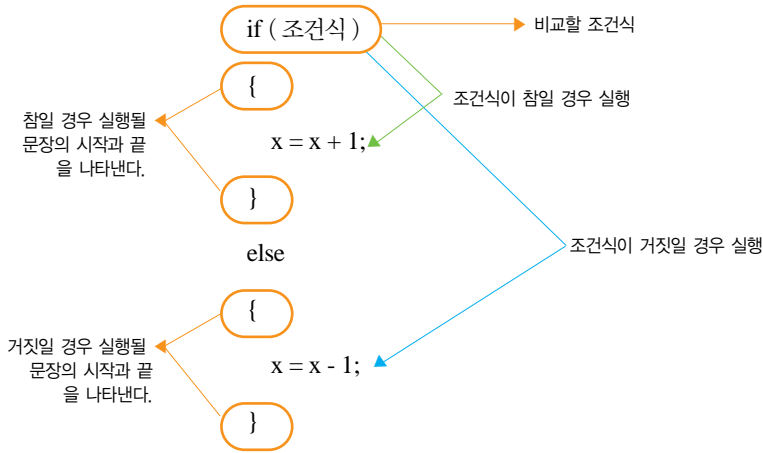 if ( 조건식 )
비교할 조건식
{
조건식이 참일 경우 실행
참일 경우 실행될
문장의 시작과 끝
을 나타낸다.
x = x + 1;
}
else
조건식이 거짓일 경우 실행
{
거짓일 경우 실행될
문장의 시작과 끝
을 나타낸다.
x = x - 1;
}